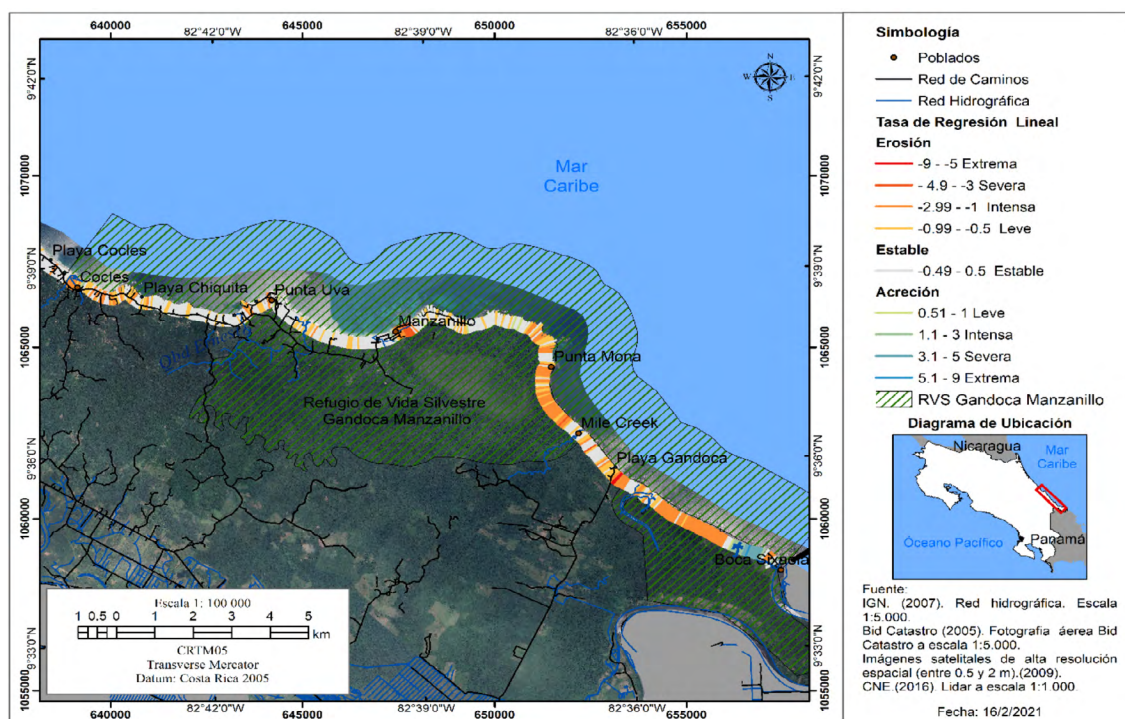 640000
645000
650000
655000
82°42'0"W
82°39'0"W
82°36'0"W
9°42'0"N
9°42'0"N
1070000
1070000
Mar
Caribe
9°39'0"N
9°39'0"N
Playa Cocles
Cocles
Playa Chiquita
Punta Uva
Manzanillo
1065000
1065000
Punta Mona
Refugio de Vida Silvestre
Gandoca Manzanillo
Mile Creek
Playa Gandoca
9°36'0"N
9°36'0"N
1060000
1060000
Boca Sixaola
9°33'0"N
9°33'0"N
1055000
1055000
Escala 1: 100 000
1 0.5 0 1 2 3 4 5
km
CRTM05
Transverse Mercator
Datum: Costa Rica 2005
640000
645000
650000
655000
82°42'0"W
82°39'0"W
82°36'0"W
N
W
E
S
Simbología
Poblados
Red de Caminos
Red Hidrográfica
Tasa de Regresión Lineal
Erosión
-9 - -5 Extrema
- 4.9 - -3 Severa
-2.99 - -1 Intensa
-0.99 - -0.5 Leve
Estable
-0.49 - 0.5 Estable
Acreción
0.51 - 1 Leve
1.1 - 3 Intensa
3.1 - 5 Severa
5.1 - 9 Extrema
RVS Gandoca Manzanillo
Diagrama de Ubicación
Nicaragua
Mar
Caribe
Óceano Pacífico
Panamá
Fuente:
IGN. (2007). Red hidrográfica. Escala
1:5.000.
Bid Catastro (2005). Fotografia áerea Bid
Catastro a escala 1:5.000.
Imágenes satelitales de alta resolución
espacial (entre 0.5 y 2 m).(2009).
CNE.(2016). Lidar a escala 1:1.000.
Fecha: 16/2/2021